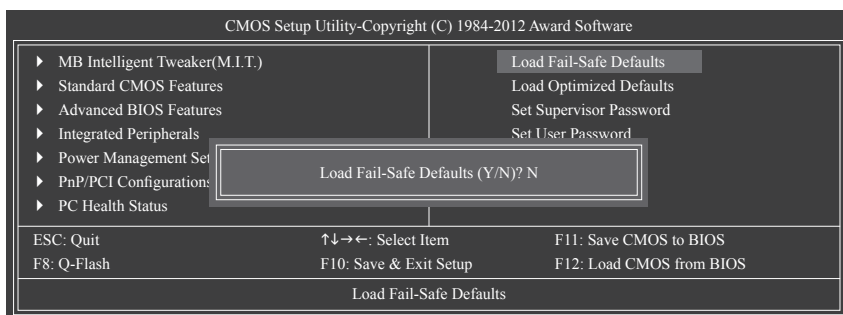 CMOS Setup Utility-Copyright (C) 1984-2012 Award Software
MB Intelligent Tweaker(M.I.T.)
Standard CMOS Features
Advanced BIOS Features
Integrated Peripherals
Power Management Set
PnP/PCI Configurations
PC Health Status
Load Fail-Safe Defaults
Load Optimized Defaults
Set Supervisor Password
Set User Password
Load Fail-Safe Defaults (Y/N)? N
ESC: Quit ↑↓→←: Select Item F11: Save CMOS to BIOS
F8: Q-Flash F10: Save & Exit Setup F12: Load CMOS from BIOS
Load Fail-Safe Defaults